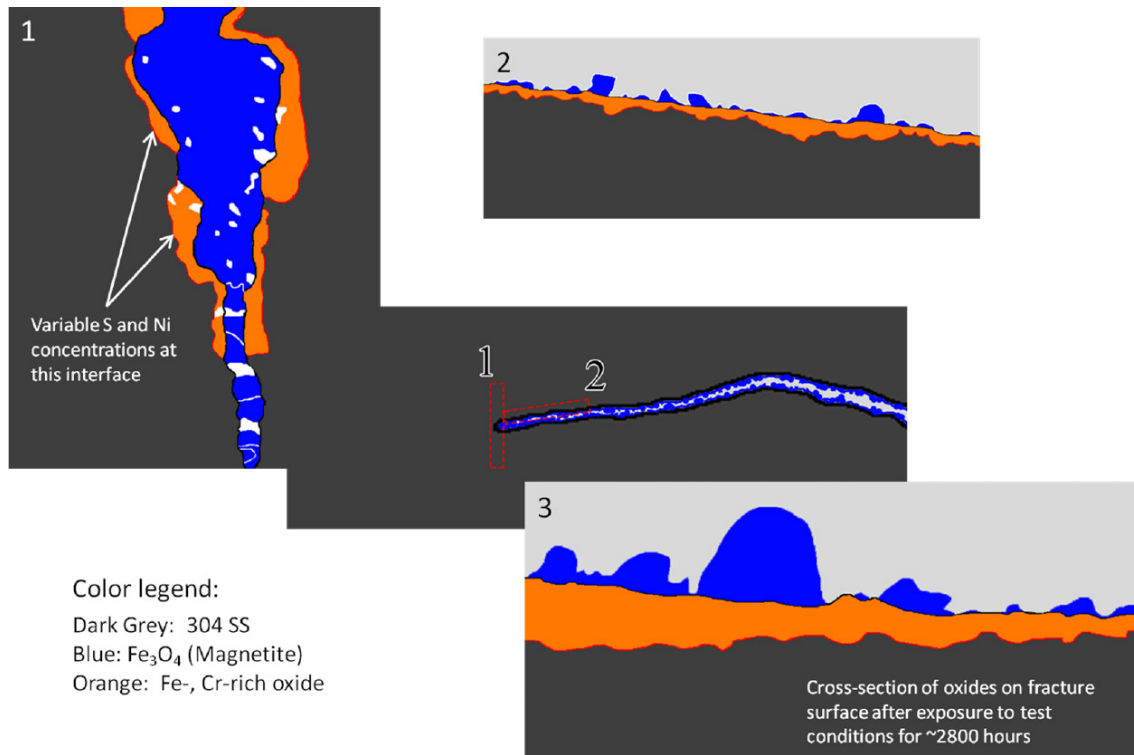 1
2
Variable S and Ni
concentrations at
this interface
1
2
3
Color legend:
Dark Grey: 304 SS
Blue: Fe₃O₄ (Magnetite)
Orange: Fe-, Cr-rich oxide
Cross-section of oxides on fracture
surface after exposure to test
conditions for ~2800 hours